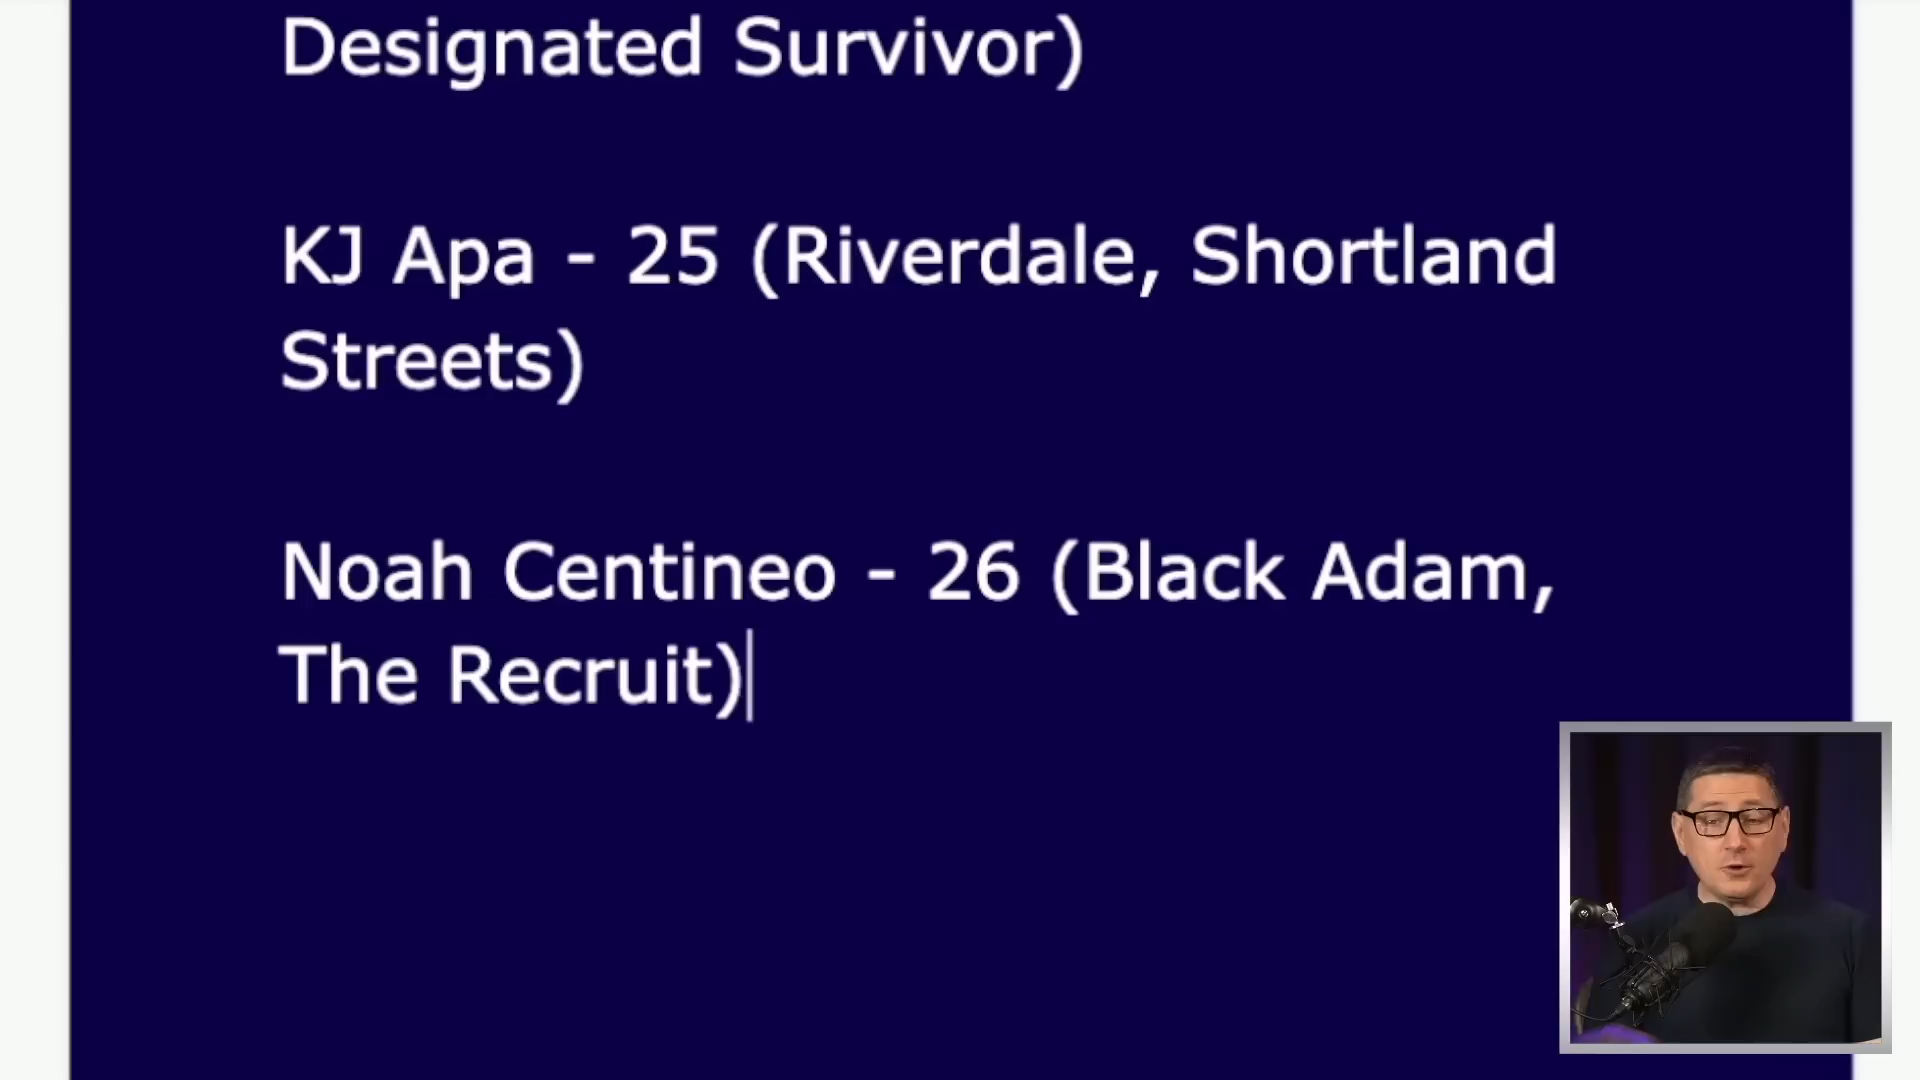 Designated Survivor)
KJ Apa - 25 (Riverdale, Shortland
Streets)
Noah Centineo - 26 (Black Adam,
The Recruit)